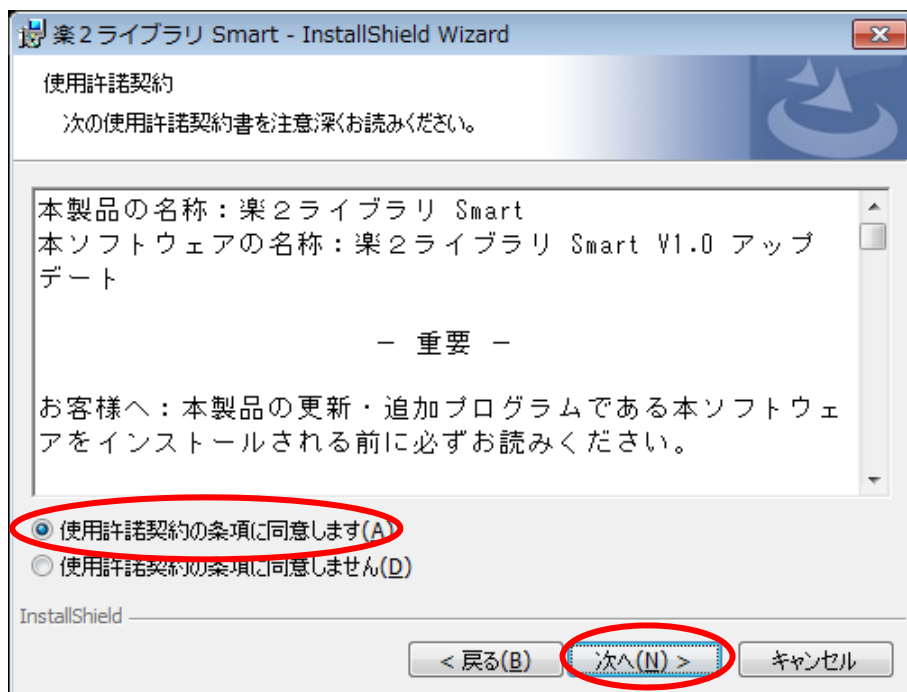 楽2ライブラリ Smart - InstallShield Wizard
使用許諾契約
次の使用許諾契約書を注意深くお読みください。
本製品の名称：楽２ライブラリ Smart
本ソフトウェアの名称：楽２ライブラリ Smart V1.0 アップ
デート
－ 重要 －
お客様へ：本製品の更新・追加プログラムである本ソフトウェ
アをインストールされる前に必ずお読みください。
使用許諾契約の条項に同意します(A)
使用許諾契約の条項に同意しません(D)
InstallShield
< 戻る(B)
次へ(N) >
キャンセル